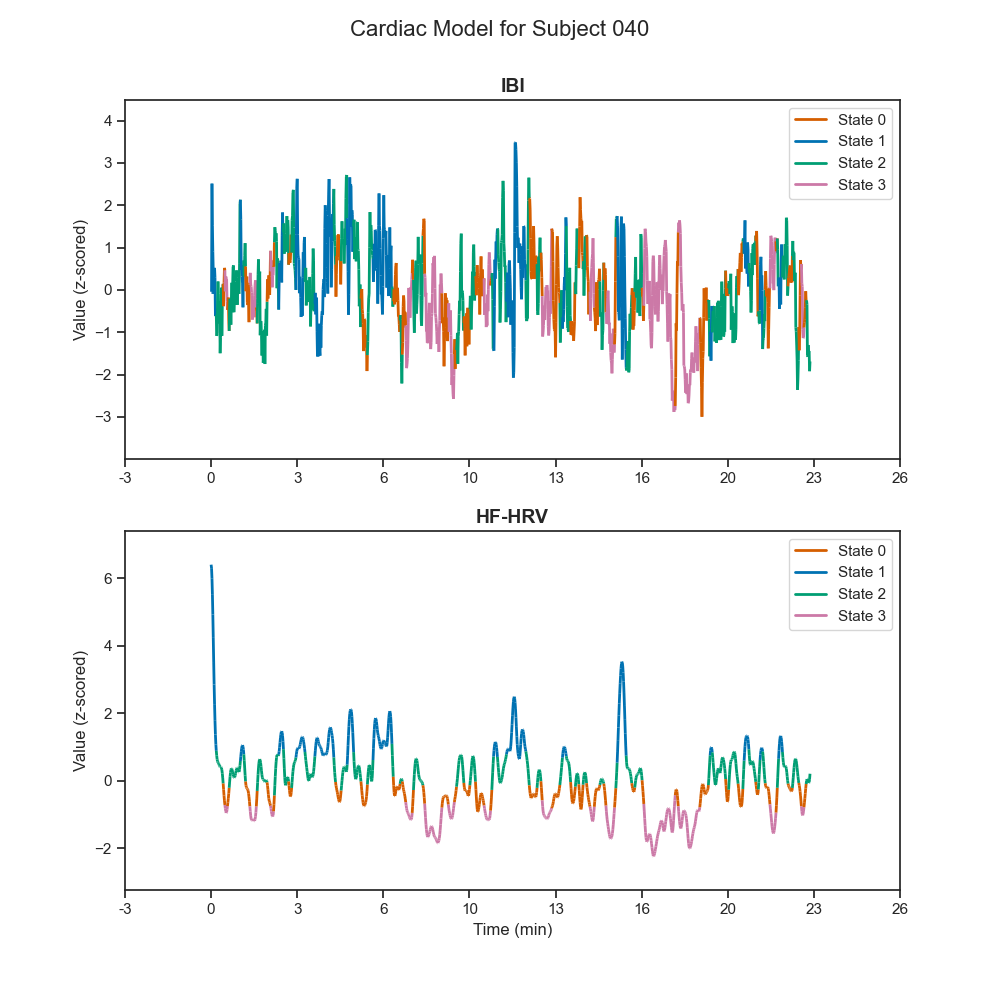 Cardiac Model for Subject 040
IBI
Value (z-scored)
4
3
2
1
0
−1
−2
−3
State 0
State 1
State 2
State 3
-3 0 3 6 10 13 16 20 23 26
HF-HRV
Value (z-scored)
6
4
2
0
−2
State 0
State 1
State 2
State 3
-3 0 3 6 10 13 16 20 23 26
Time (min)